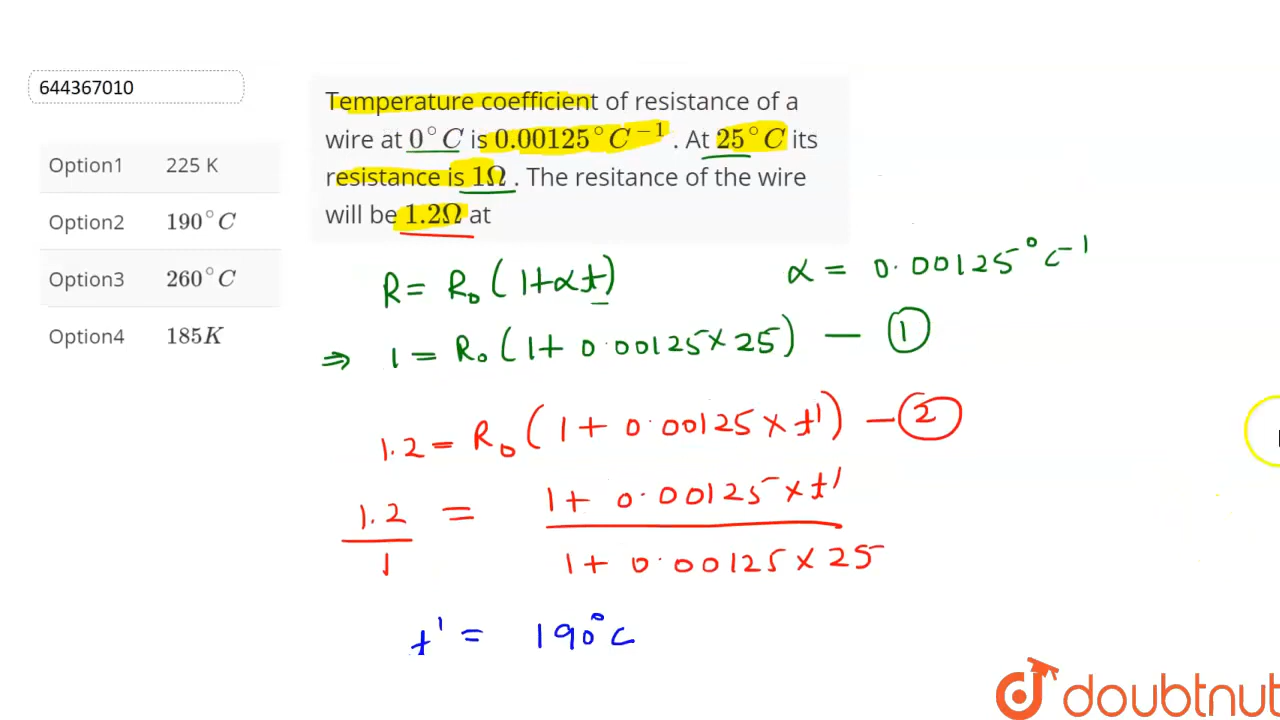 644367010
Option1 225 K
Option2 190°C
Option3 260°C
Option4 185K
Temperature coefficient of resistance of a
wire at 0°C is 0.00125°C⁻¹ . At 25°C its
resistance is 1Ω . The resitance of the wire
will be 1.2Ω at
R = R₀ (1+αt)
α = 0.00125°C⁻¹
⇒ 1 = R₀ (1+ 0.00125×25) — ①
1.2 = R₀ (1+ 0.00125 × t') — ②
1.2/1 = (1+ 0.00125 × t')/(1+ 0.00125 × 25)
t' = 190°C
doubtnut